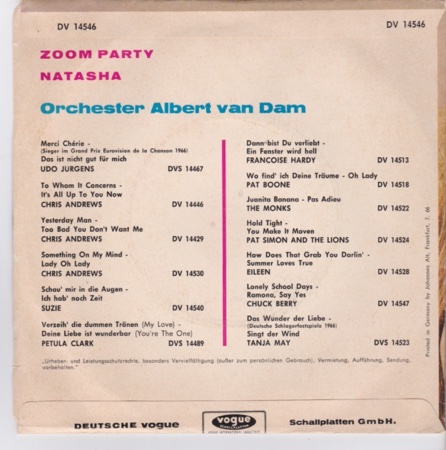 DV 14546
DV 14546
ZOOM PARTY
NATASHA
Orchester Albert van Dam
Merci Chérie -
(Sieger im Grand Prix Eurovision de la Chanson 1966)
Das ist nicht gut für mich
UDO JURGENS DVS 14467
To Whom It Concerns -
It's All Up To You Now
CHRIS ANDREWS DV 14446
Yesterday Man -
Too Bad You Don't Want Me
CHRIS ANDREWS DV 14429
Something On My Mind -
Lady Oh Lady
CHRIS ANDREWS DV 14530
Schau' mir in die Augen -
Ich hab' noch Zeit
SUZIE DV 14540
Verzeih' die dummen Tränen (My Love) -
Deine Liebe ist wunderbar (You're The One)
PETULA CLARK DVS 14489
Dann bist Du verliebt -
Ein Fenster wird hell
FRANCOISE HARDY DV 14513
Wo find' ich Deine Träume - Oh Lady
PAT BOONE DV 14518
Juanita Banana - Pas Adieu
THE MONKS DV 14522
Hold Tight -
You Make It Moven
PAT SIMON AND THE LIONS DV 14524
How Does That Grab You Darlin' -
Summer Loves True
EILEEN DV 14528
Lonely School Days -
Ramona, Say Yes
CHUCK BERRY DV 14547
Das Wunder der Liebe -
(Deutsche Schlagerfestspiele 1966)
Singt der Wind
TANJA MAY DVS 14523
„Urheber- und Leistungsschutzrechte, besonders Vervielfältigung (außer zum persönlichen Gebrauch), Vermietung, Aufführung, Sendung,
vorbehalten."
Printed in Germany by Johannes Alt, Frankfurt, 7. 66
DEUTSCHE vogue
vogue
Schallplatten GmbH.